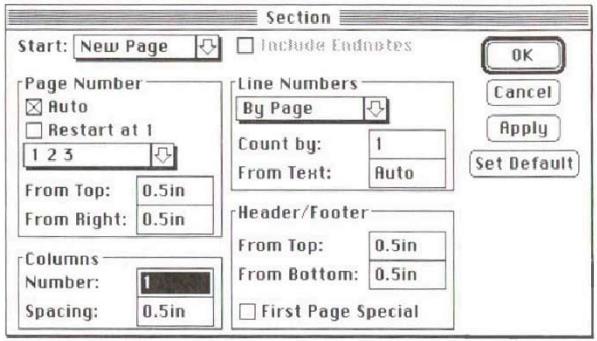 Section
Start: New Page
Include Endnotes
OK
Cancel
Apply
Set Default
Page Number
Auto
Restart at 1
1 2 3
From Top: 0.5in
From Right: 0.5in
Columns
Number: 1
Spacing: 0.5in
Line Numbers
By Page
Count by: 1
From Text: Auto
Header/Footer
From Top: 0.5in
From Bottom: 0.5in
First Page Special